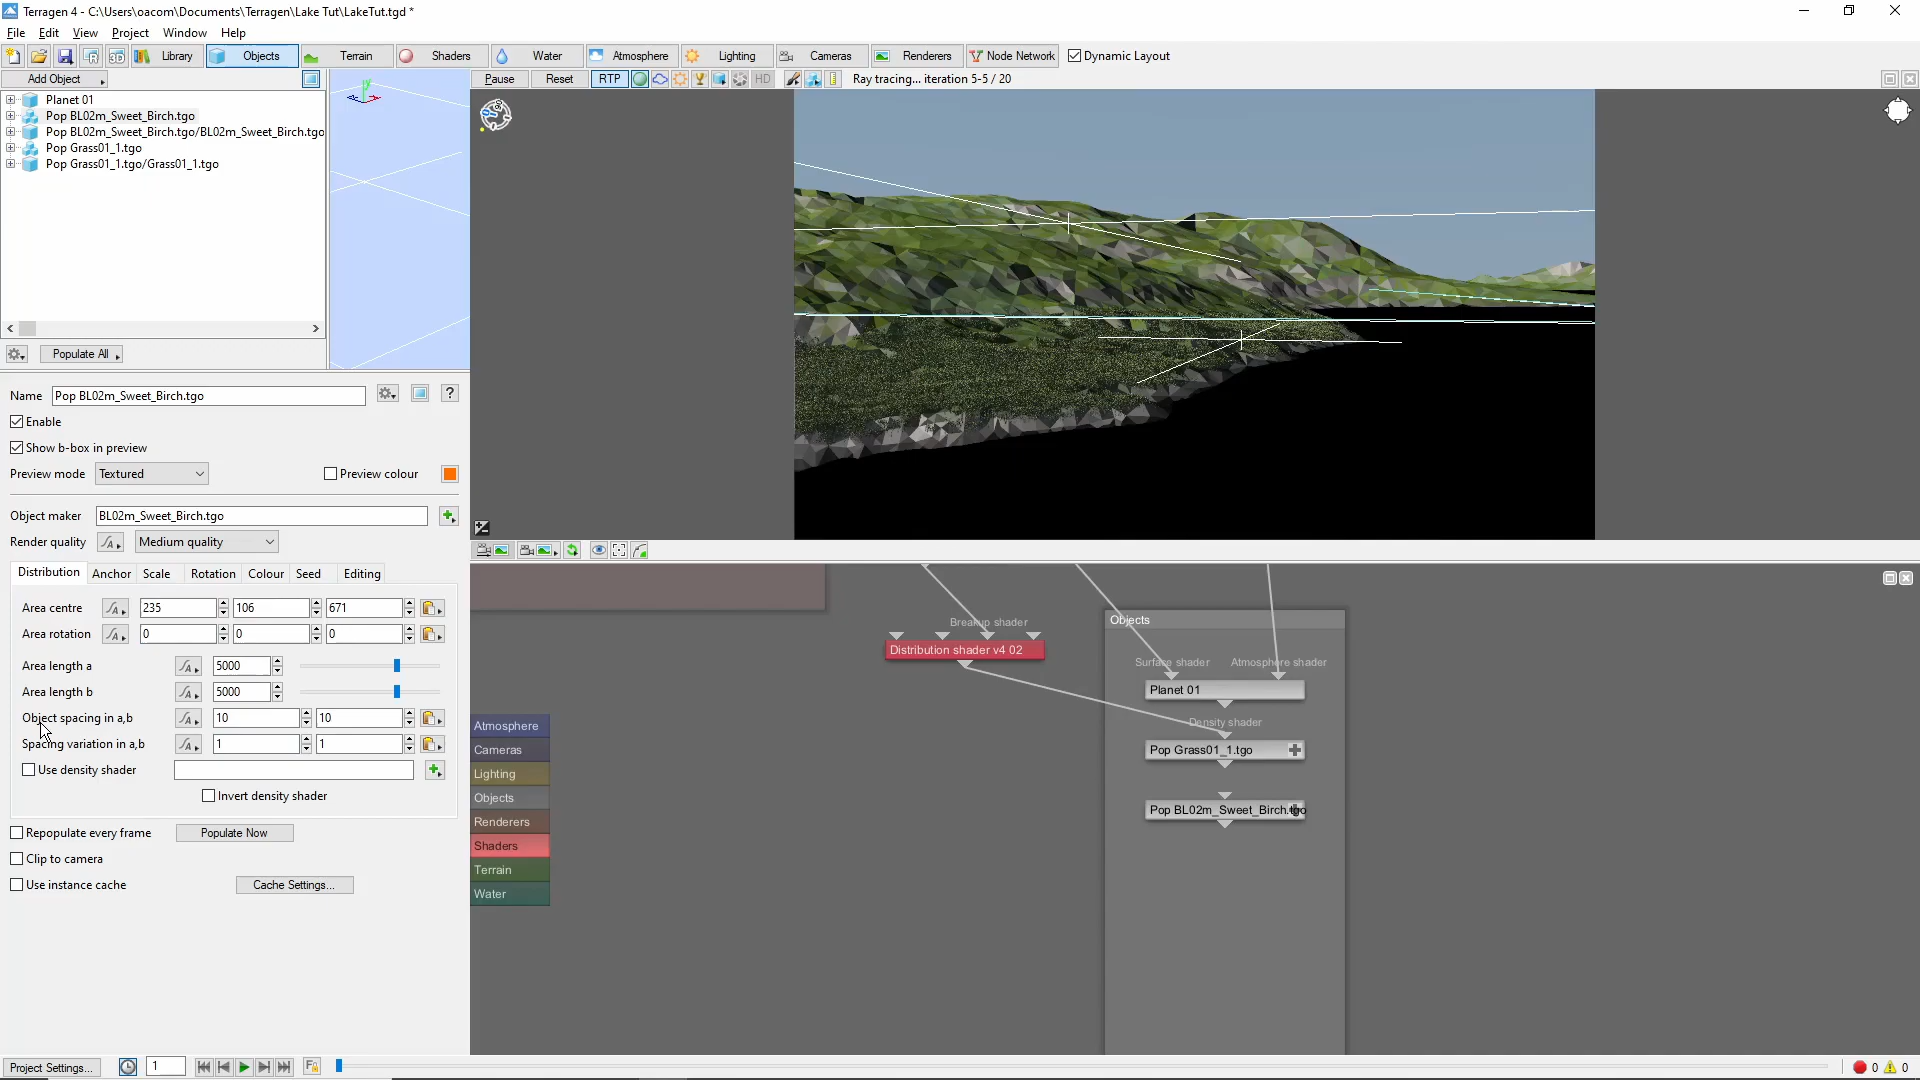 Terragen 4 - C:\Users\oacom\Documents\Terragen\Lake Tut\LakeTut.tgd *
File Edit View Project Window Help
Library Objects Terrain Shaders Water Atmosphere Lighting Cameras Renderers Node Network Dynamic Layout
Add Object
Pause Reset RTP HD Ray tracing... iteration 5-5 / 20
Planet 01
Pop BL02m_Sweet_Birch.tgo
Pop BL02m_Sweet_Birch.tgo/BL02m_Sweet_Birch.tgo
Pop Grass01_1.tgo
Pop Grass01_1.tgo/Grass01_1.tgo
Populate All
Name Pop BL02m_Sweet_Birch.tgo ?
Enable
Show b-box in preview
Preview mode Textured Preview colour
Object maker BL02m_Sweet_Birch.tgo
Render quality Medium quality
Distribution Anchor Scale Rotation Colour Seed Editing
Area centre 235 106 671
Area rotation 0 0 0
Area length a 5000
Area length b 5000
Object spacing in a,b 10 10
Spacing variation in a,b 1 1
Use density shader
Invert density shader
Repopulate every frame Populate Now
Clip to camera
Use instance cache Cache Settings...
Breakup shader
Distribution shader v4 02
Objects
Surface shader Atmosphere shader
Planet 01
Density shader
Pop Grass01_1.tgo
Pop BL02m_Sweet_Birch.tgo
Atmosphere
Cameras
Lighting
Objects
Renderers
Shaders
Terrain
Water
Project Settings... 1 0 0